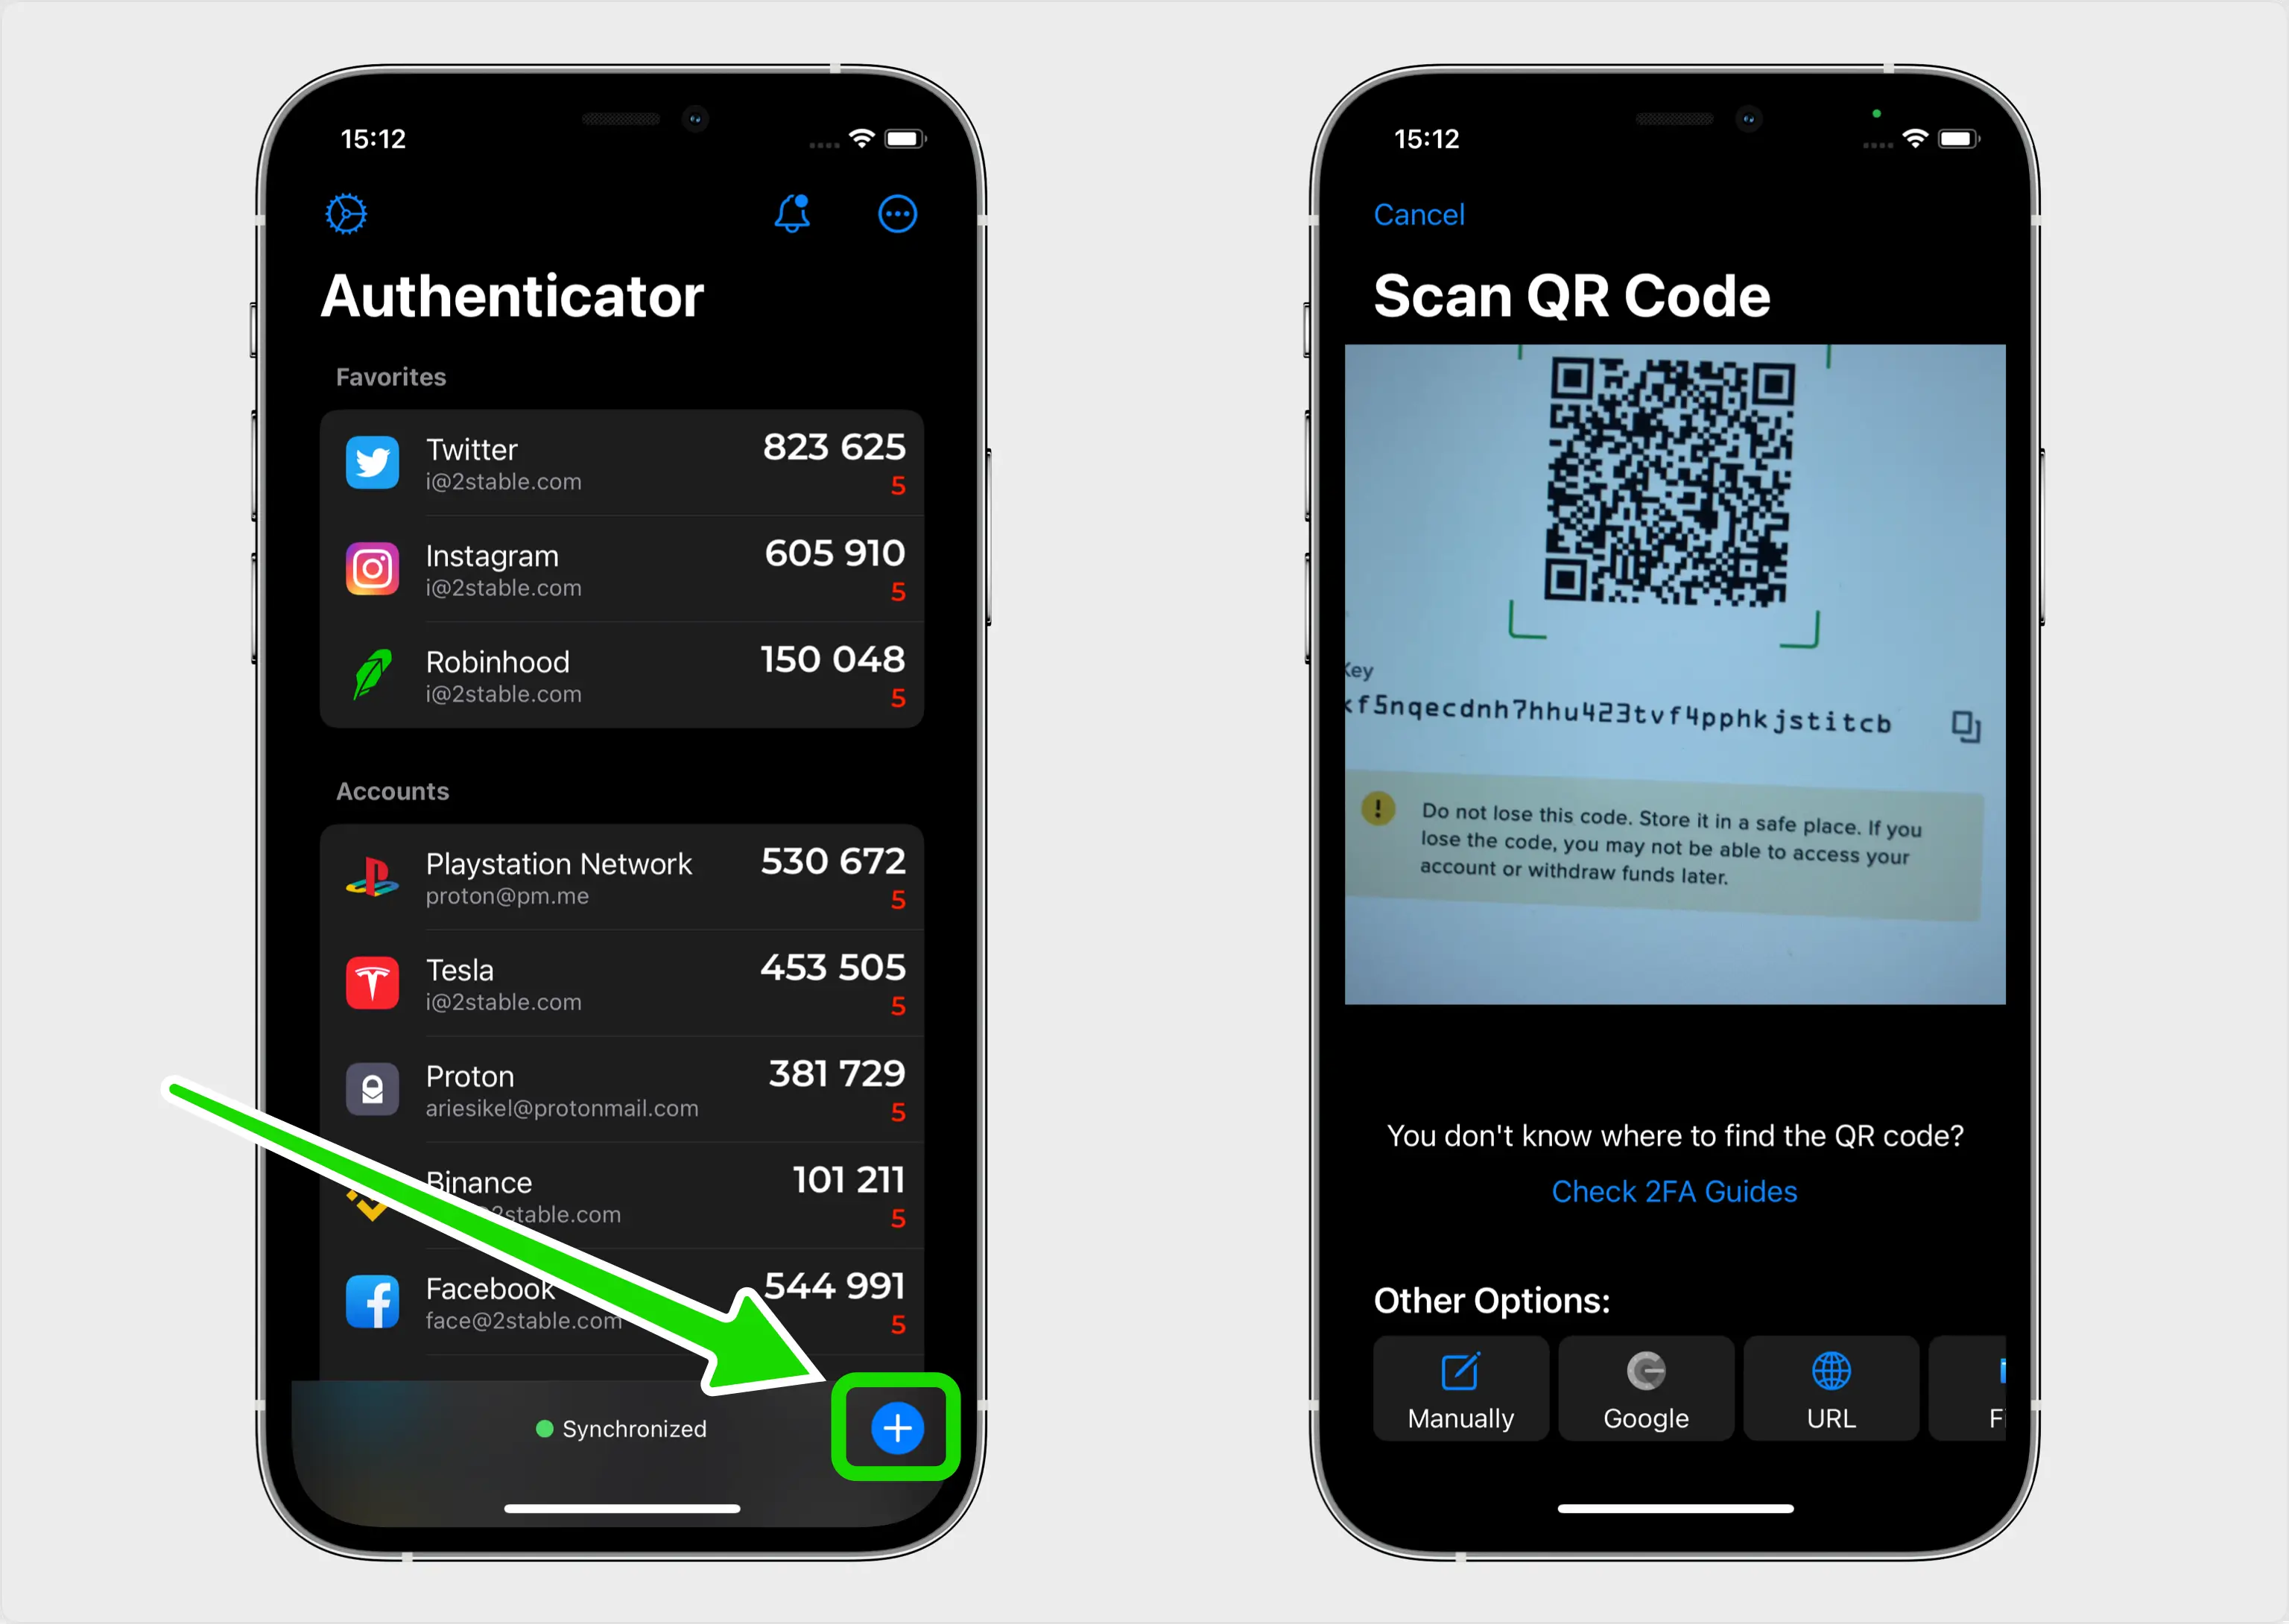 15:12
Authenticator
Favorites
Twitter
823 625
i@2stable.com
5
Instagram
605 910
i@2stable.com
5
Robinhood
150 048
i@2stable.com
5
Accounts
Playstation Network
530 672
proton@pm.me
5
Tesla
453 505
i@2stable.com
5
Proton
381 729
ariesikel@protonmail.com
5
Binance
101 211
2stable.com
5
Facebook
544 991
face@2stable.com
5
Synchronized
15:12
Cancel
Scan QR Code
Key
kf5nqecdnh7hhu423tvf4pphkjstitcb
Do not lose this code. Store it in a safe place. If you
lose the code, you may not be able to access your
account or withdraw funds later.
You don't know where to find the QR code?
Check 2FA Guides
Other Options:
Manually
Google
URL